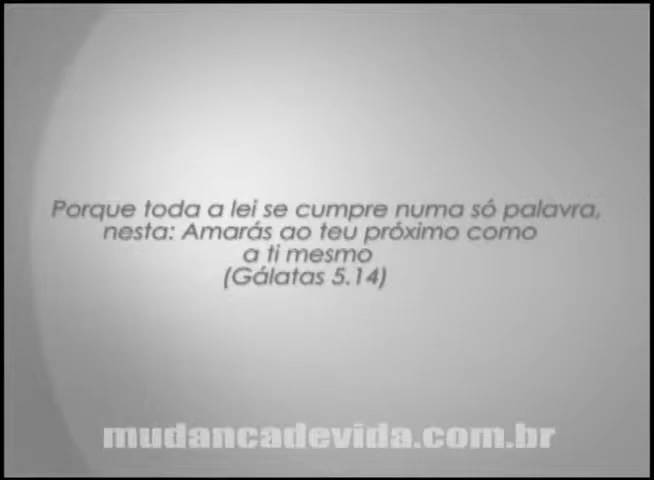 Porque toda a lei se cumpre numa só palavra,
nesta: Amarás ao teu próximo como
a ti mesmo
(Gálatas 5.14)
mudancadevida.com.br